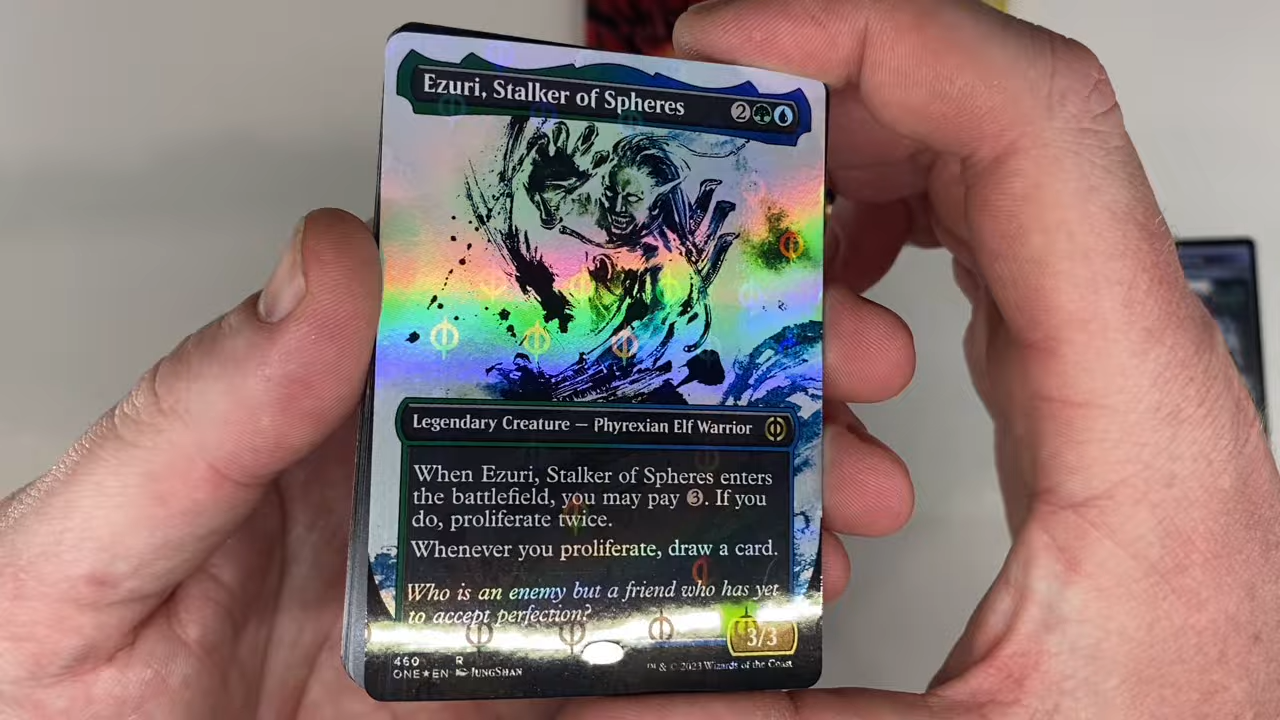 Ezuri, Stalker of Spheres 2
Legendary Creature — Phyrexian Elf Warrior
When Ezuri, Stalker of Spheres enters
the battlefield, you may pay 3. If you
do, proliferate twice.
Whenever you proliferate, draw a card.
Who is an enemy but a friend who has yet
to accept perfection?
3/3
460 R
ONE★EN JUNGSHAN
™ & © 2023 Wizards of the Coast